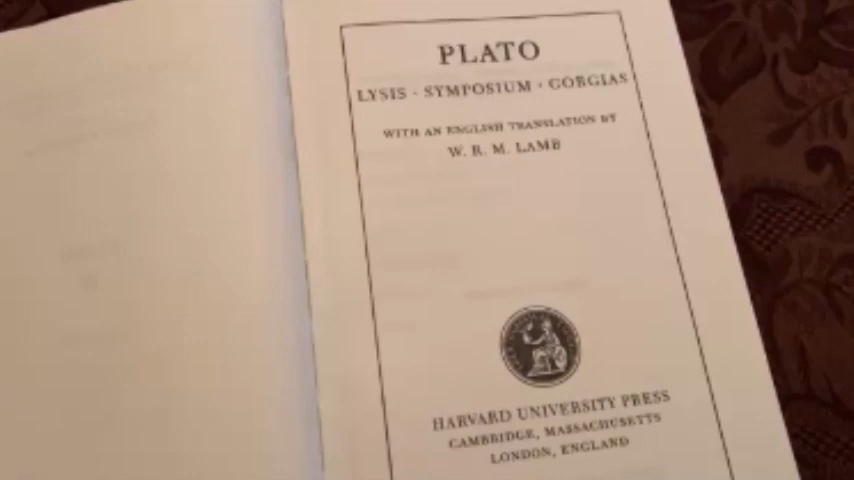 PLATO
LYSIS · SYMPOSIUM · GORGIAS
WITH AN ENGLISH TRANSLATION BY
W. R. M. LAMB
HARVARD UNIVERSITY PRESS
CAMBRIDGE, MASSACHUSETTS
LONDON, ENGLAND